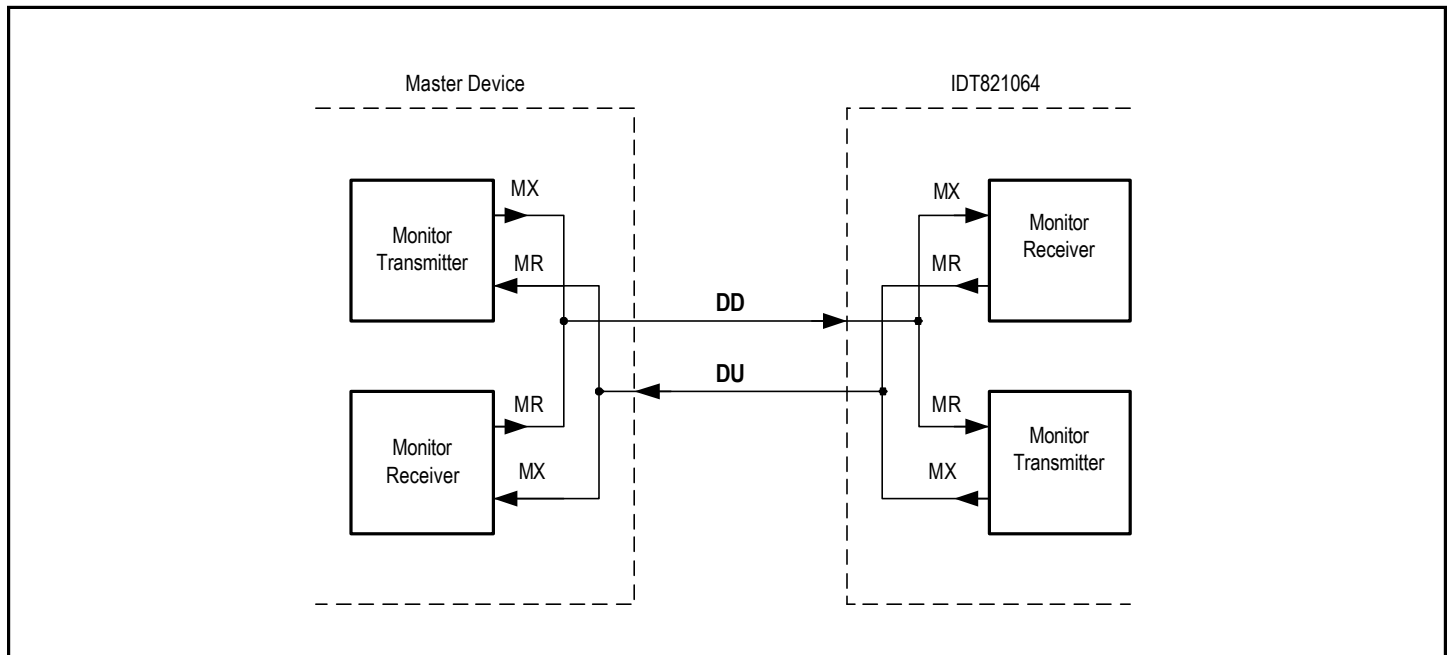 Master Device
IDT821064
MX
Monitor
Transmitter
MR
MX
Monitor
Receiver
MR
DD
DU
MR
Monitor
Receiver
MX
MR
Monitor
Transmitter
MX